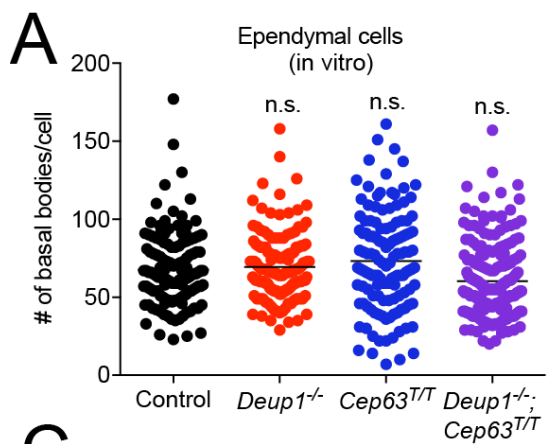 A
Ependymal cells
(in vitro)
# of basal bodies/cell
200
150
100
50
0
n.s.
n.s.
n.s.
Control
Deup1-/-
Cep63T/T
Deup1-/-;
Cep63T/T